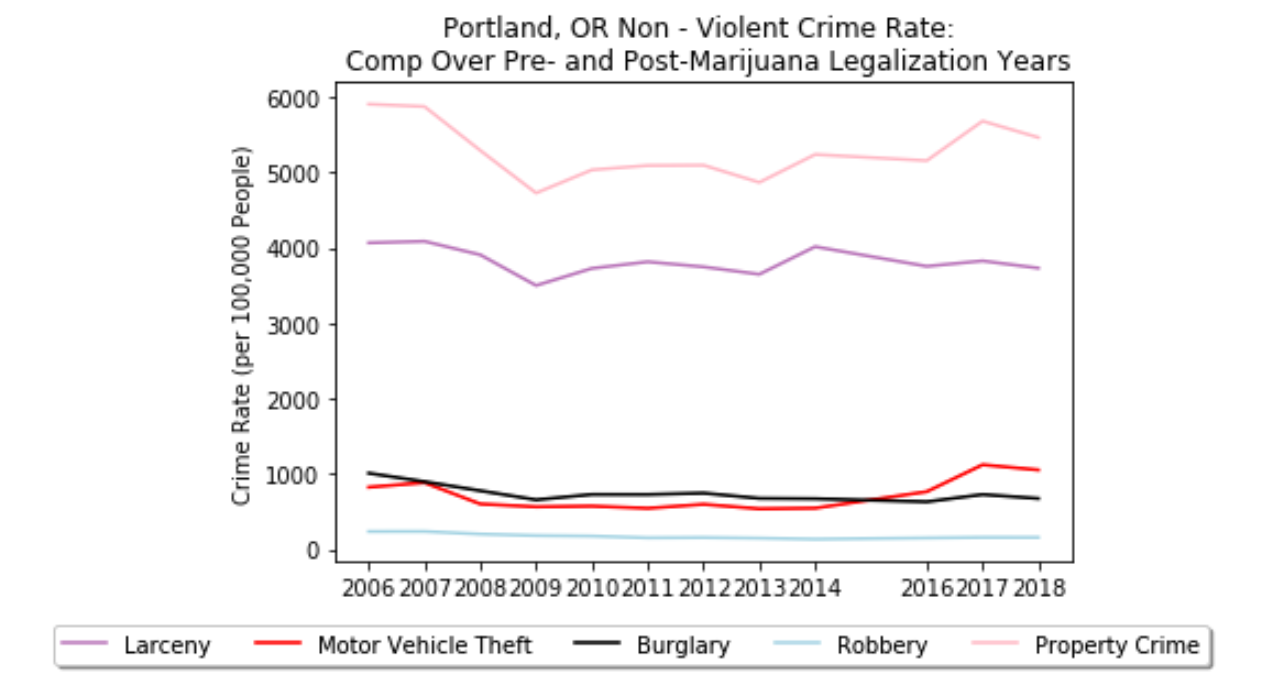 Portland, OR Non - Violent Crime Rate:
Comp Over Pre- and Post-Marijuana Legalization Years
Crime Rate (per 100,000 People)
6000
5000
4000
3000
2000
1000
0
2006 2007 2008 2009 2010 2011 2012 2013 2014 2016 2017 2018
Larceny Motor Vehicle Theft Burglary Robbery Property Crime